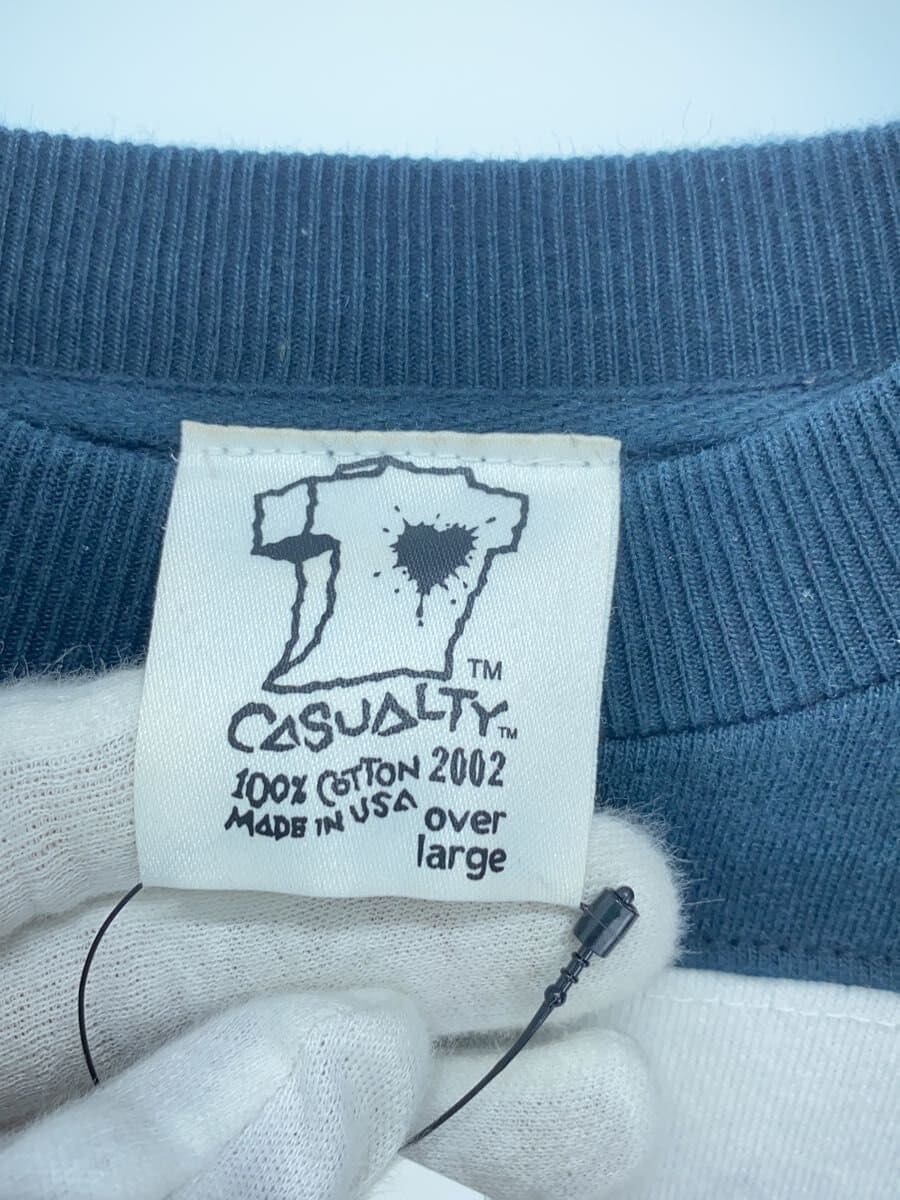 TM
CASUALTY TM
100% COTTON 2002
MADE IN USA over
large